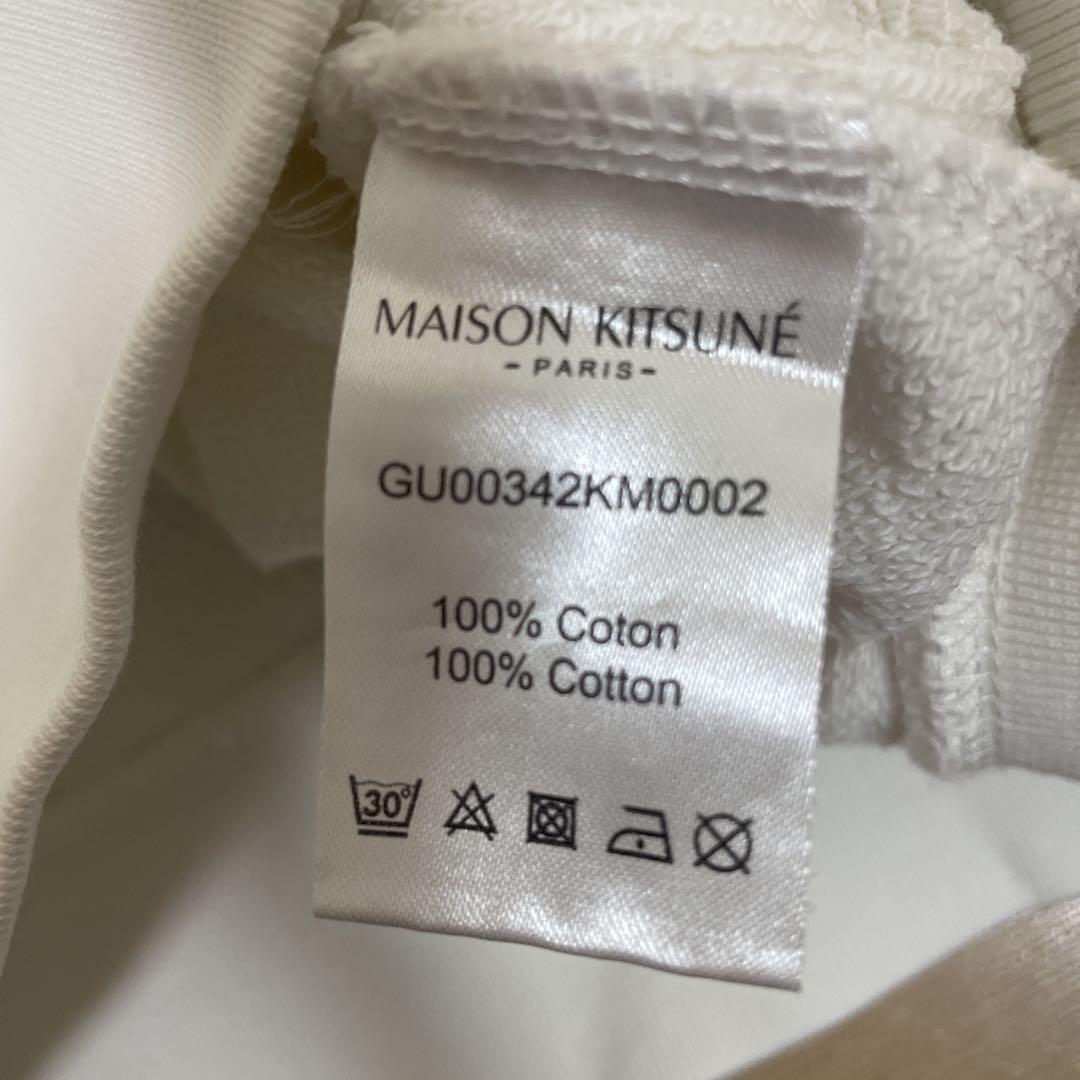 MAISON KITSUNÉ
- PARIS -
GU00342KM0002
100% Coton
100% Cotton
30°